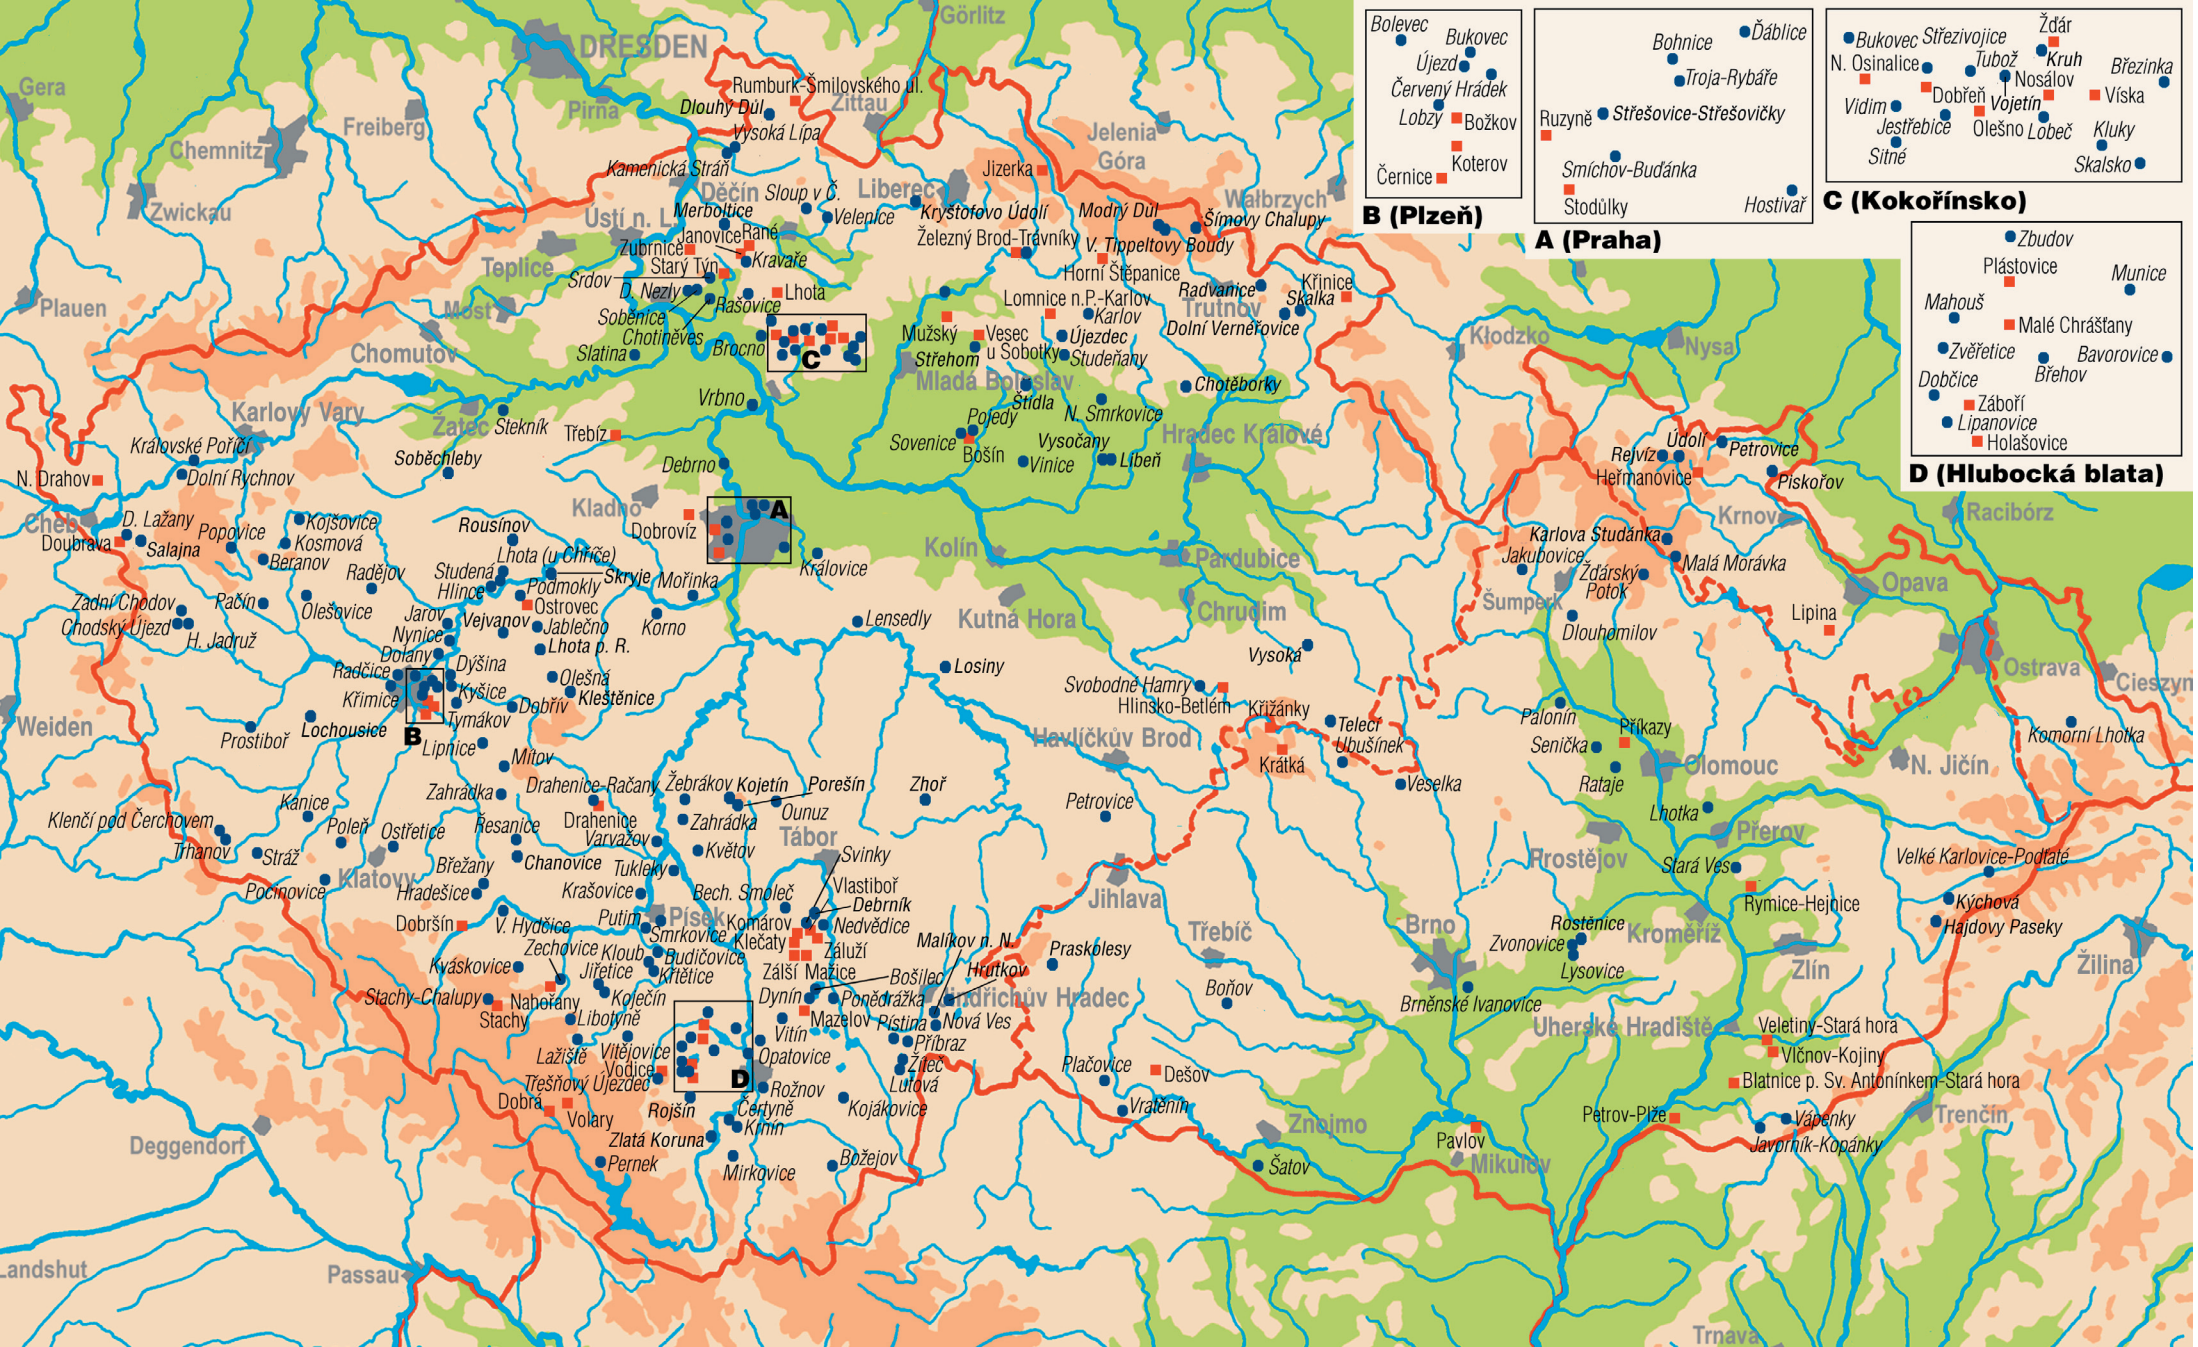 Görlitz
DRESDEN
Gera
Pirna
Freiberg
Chemnitz
Zwickau
Plauen
Rumburk-Šmilovského ul.
Dlouhý Důl
Zittau
Vysoká Lípa
Kamenická Stráň
Děčín
Sloup v Č.
Liberec
Jizerka
Jelenia
Góra
Wałbrzych
Ústí n. L.
Merboltice
Velenice
Kryštofovo Údolí
Modrý Důl
Šímovy Chalupy
Janovice
Rané
Zubrnice
Železný Brod-Trávníky
V. Tippeltovy Boudy
Teplice
Starý Týn
Kravaře
Horní Štěpanice
Srdov
D. Nezly
Lhota
Radvanice
Křinice
Skalka
Most
Rašovice
Lomnice n.P.-Karlov
Karlov
Trutnov
Soběnice
Chotiněves
Mužský
Vesec
u Sobotky
Újezdec
Dolní Vernéřovice
Kłodzko
Nysa
Chomutov
Slatina
Brocno
C
Střehom
Studeňany
Mladá Boleslav
Chotěborky
Vrbno
Štidla
Karlovy Vary
Žatec
Stekník
Třebíz
Pojedy
N. Smrkovice
Sovenice
Bošín
Vysočany
Hradec Králové
Královské Poříčí
Soběchleby
Debrno
Vinice
Libeň
N. Drahov
Dolní Rychnov
Údolí
Petrovice
Rejvíz
Heřmanovice
Piskořov
Cheb
D. Lažany
Popovice
Kojšovice
Rousínov
Kladno
A
Doubrava
Salajna
Kosmová
Lhota (u Chříče)
Dobrovíz
Kolín
Pardubice
Krnov
Racibórz
Beranov
Radějov
Studená
Skryje
Mořinka
Královice
Karlova Studánka
Jakubovice
Malá Morávka
Hlince
Podmokly
Žďárský
Potok
Opava
Zadní Chodov
Pačín
Olešovice
Ostrovec
Jarov
Vejvanov
Jablečno
Korno
Lensedly
Kutná Hora
Chrudim
Šumperk
Lipina
Chodský Újezd
H. Jadruž
Nynice
Lhota p. R.
Dlouhomilov
Dolany
Dýšina
Radčice
Losiny
Vysoká
Ostrava
Cieszyn
Olešná
Křimice
Kyšice
Kleštěnice
Svobodné Hamry
Hlinsko-Betlém
Weiden
Lochousice
Tymákov
Dobřív
Křižánky
Telecí
Palonín
Příkazy
Prostiboř
B
Lipnice
Havlíčkův Brod
Ubušínek
Senička
Komorní Lhotka
Mítov
Krátká
Olomouc
N. Jičín
Rataje
Zahrádka
Drahenice-Račany
Žebrákov
Kojetín
Porešín
Zhoř
Veselka
Kanice
Ounuz
Petrovice
Lhotka
Klenčí pod Čerchovem
Poleň
Ostřetice
Řesanice
Drahenice
Varvažov
Zahrádka
Tábor
Přerov
Trhanov
Stráž
Klatovy
Chanovice
Květov
Svinky
Prostějov
Stará Ves
Velké Karlovice-Podťaté
Pocinovice
Břežany
Tukleky
Hradešice
Krašovice
Bech. Smoleč
Vlastiboř
Debrník
Jihlava
Rymice-Hejnice
Kýchová
Dobršín
V. Hydčice
Putim
Písek
Komárov
Nedvědice
Brno
Rostěnice
Kroměříž
Hajdovy Paseky
Zechovice
Smrkovice
Klečaty
Záluží
Malíkov n. N.
Praskolesy
Třebíč
Zvonovice
Kloub
Budičovice
Kváskovice
Jiřetice
Křtětice
Zálší
Mažice
Bošilec
Hrutkov
Lysovice
Zlín
Žilina
Stachy-Chalupy
Nahořany
Koječín
Dynín
Ponědrážka
Jindřichův Hradec
Boňov
Brněnské Ivanovice
Stachy
Libotyně
Mazelov
Pístina
Nová Ves
Uherské Hradiště
Veletiny-Stará hora
Lažiště
Vitějovice
Vitín
Příbraz
Opatovice
Vlčnov-Kojiny
Vodice
D
Žíteč
Plačovice
Dešov
Blatnice p. Sv. Antonínkem-Stará hora
Třešňový Újezdec
Rožnov
Lutová
Dobrá
Volary
Rojšín
Čertyně
Kojákovice
Vratěnín
Petrov-Plže
Vápenky
Trenčín
Krnín
Znojmo
Pavlov
Javorník-Kopánky
Deggendorf
Zlatá Koruna
Pernek
Mirkovice
Božejov
Šatov
Mikulov
Landshut
Passau
Trnava
Bolevec
Bukovec
Újezd
Červený Hrádek
Lobzy
Božkov
Koterov
Černice
B (Plzeň)
Ďáblice
Bohnice
Troja-Rybáře
Ruzyně
Střešovice-Střešovičky
Smíchov-Buďánka
Stodůlky
Hostivař
A (Praha)
Bukovec
Střezivojice
Žďár
N. Osinalice
Tubož
Kruh
Březinka
Nosálov
Dobřeň
Vojetín
Víska
Vidim
Jestřebice
Olešno
Lobeč
Kluky
Sitné
Skalsko
C (Kokořínsko)
Zbudov
Plástovice
Munice
Mahouš
Malé Chrášťany
Zvěřetice
Břehov
Bavorovice
Dobčice
Záboří
Lipanovice
Holašovice
D (Hlubocká blata)